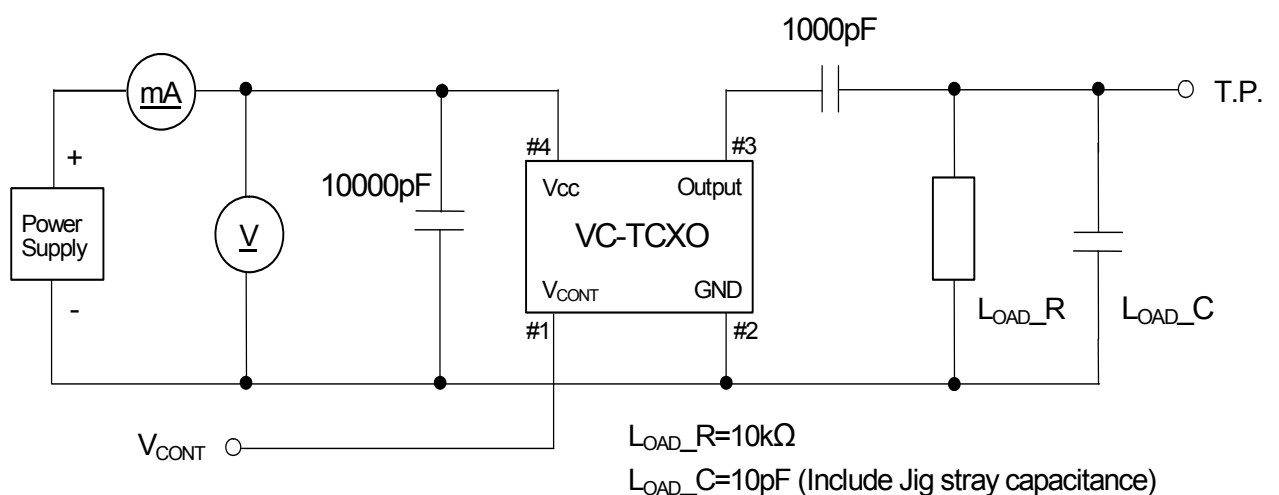 1000pF
mA
T.P.
+
#4
#3
10000pF
Vcc
Output
Power
Supply
V
VC-TCXO
VCONT
GND
-
#1
#2
LOAD_R
LOAD_C
VCONT
LOAD_R=10kΩ
LOAD_C=10pF (Include Jig stray capacitance)